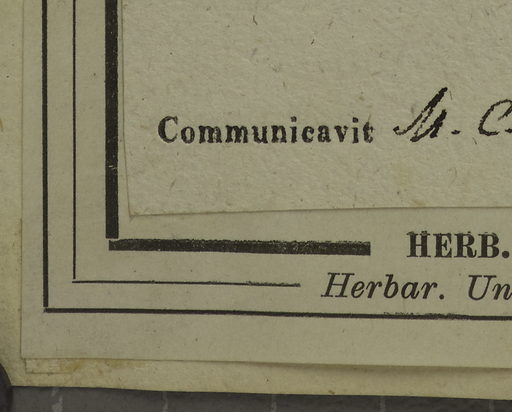 Communicavit M. C.
HERB.
Herbar. Un